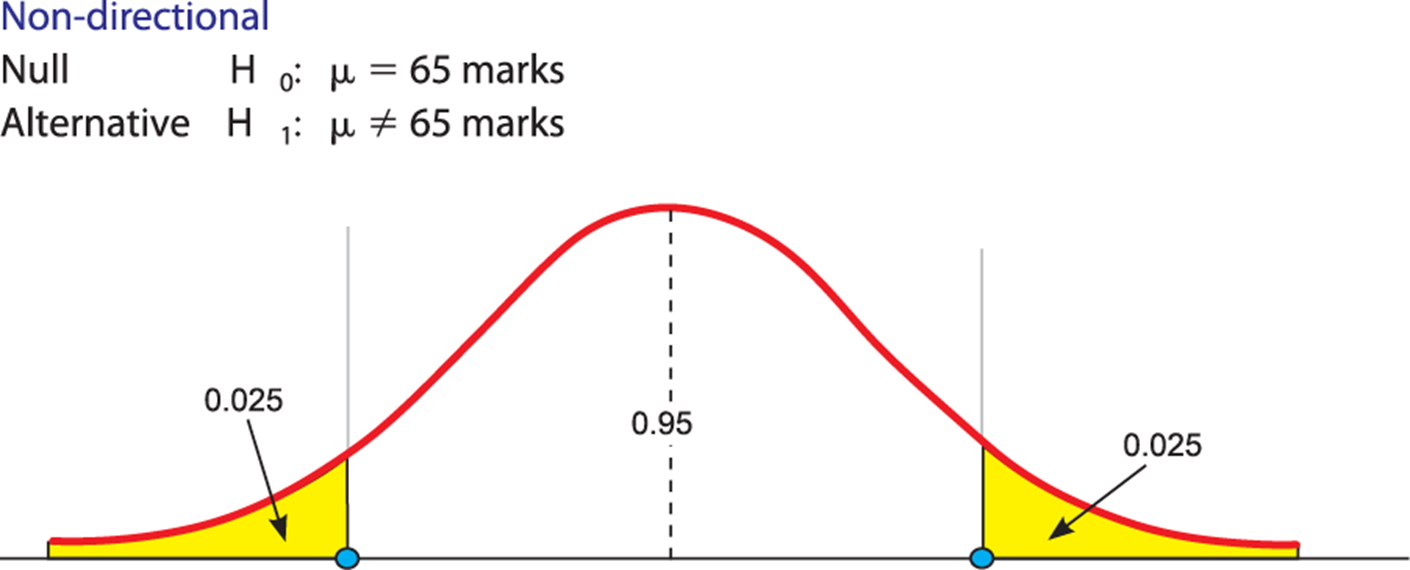 Non-directional
Null H 0: μ = 65 marks
Alternative H 1: μ ≠ 65 marks
0.025
0.95
0.025